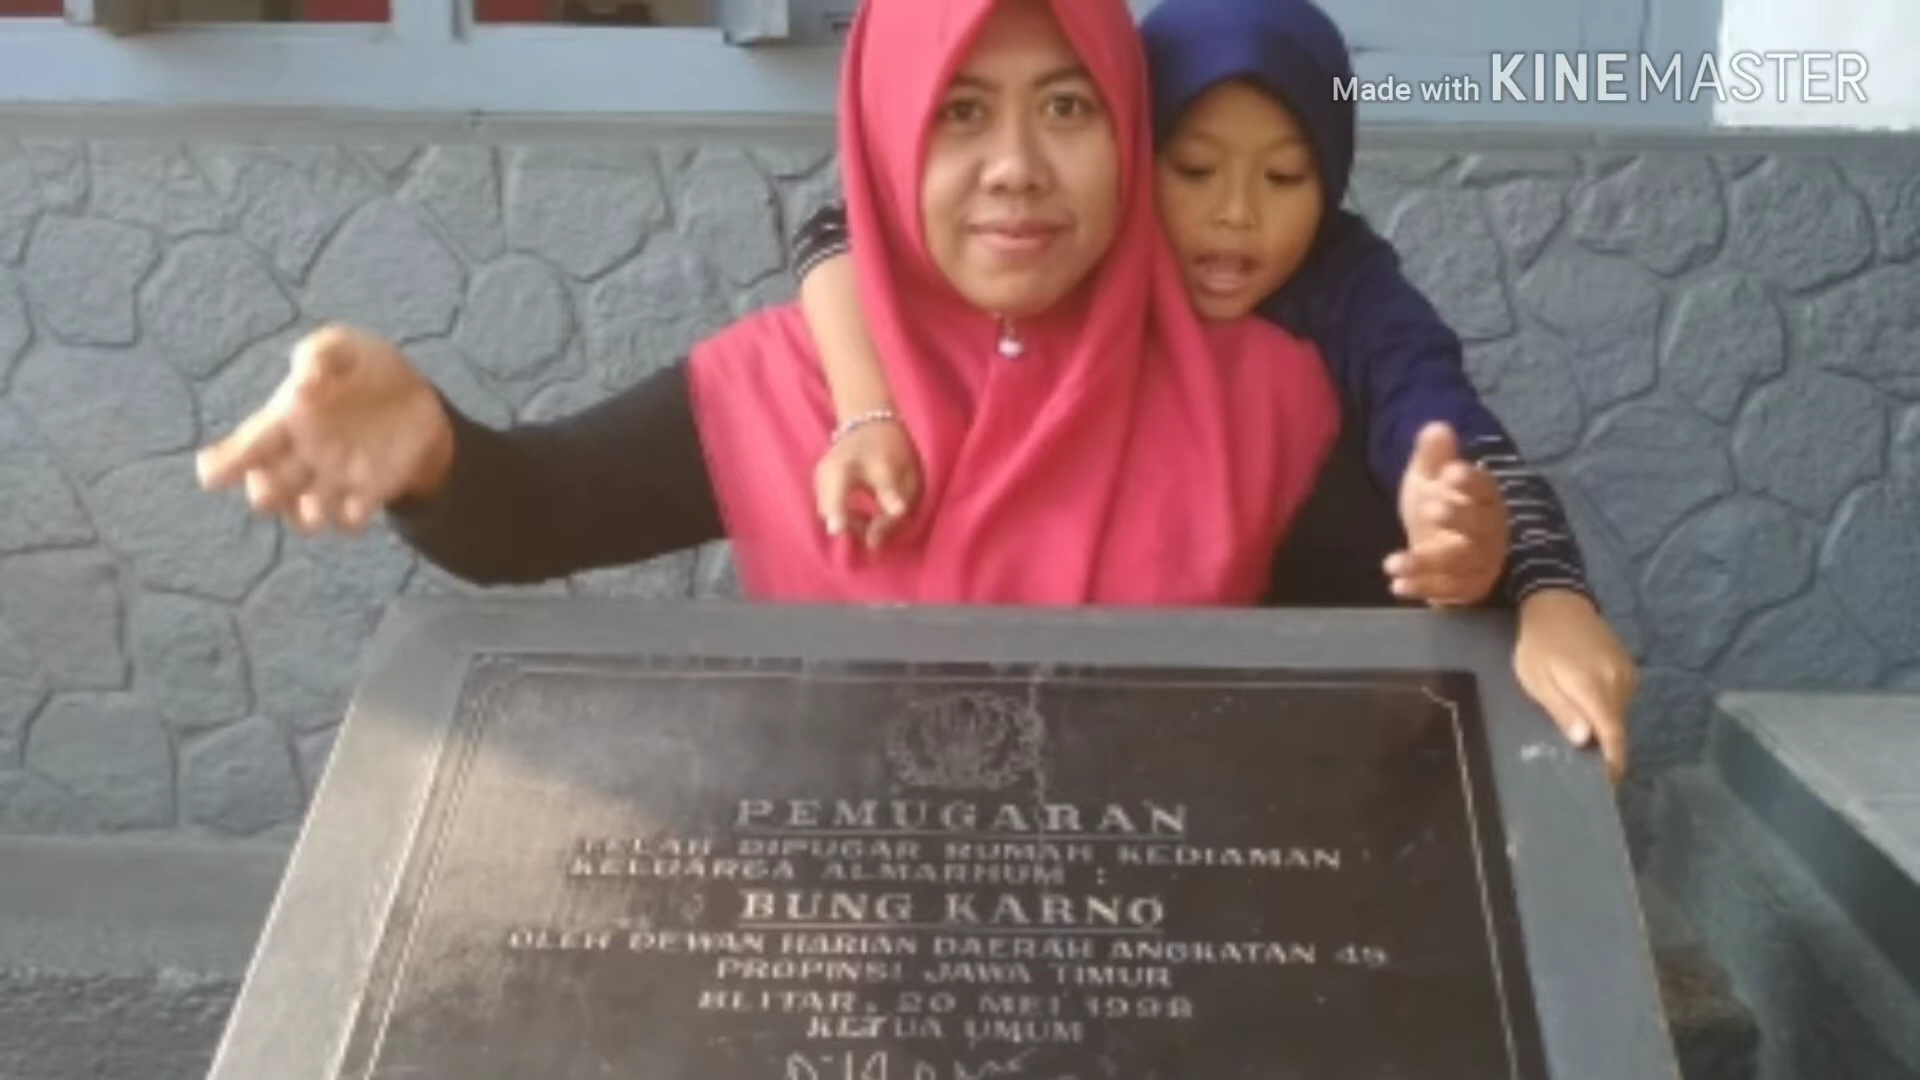 Made with KINEMASTER
PEMUGARAN
TELAH DIPUGAR RUMAH KEDIAMAN
KELUARGA ALMARHUM :
BUNG KARNO
OLEH DEWAN HARIAN DAERAH ANGKATAN 45
PROPINSI JAWA TIMUR
BLITAR, 20 MEI 1998
KETUA UMUM